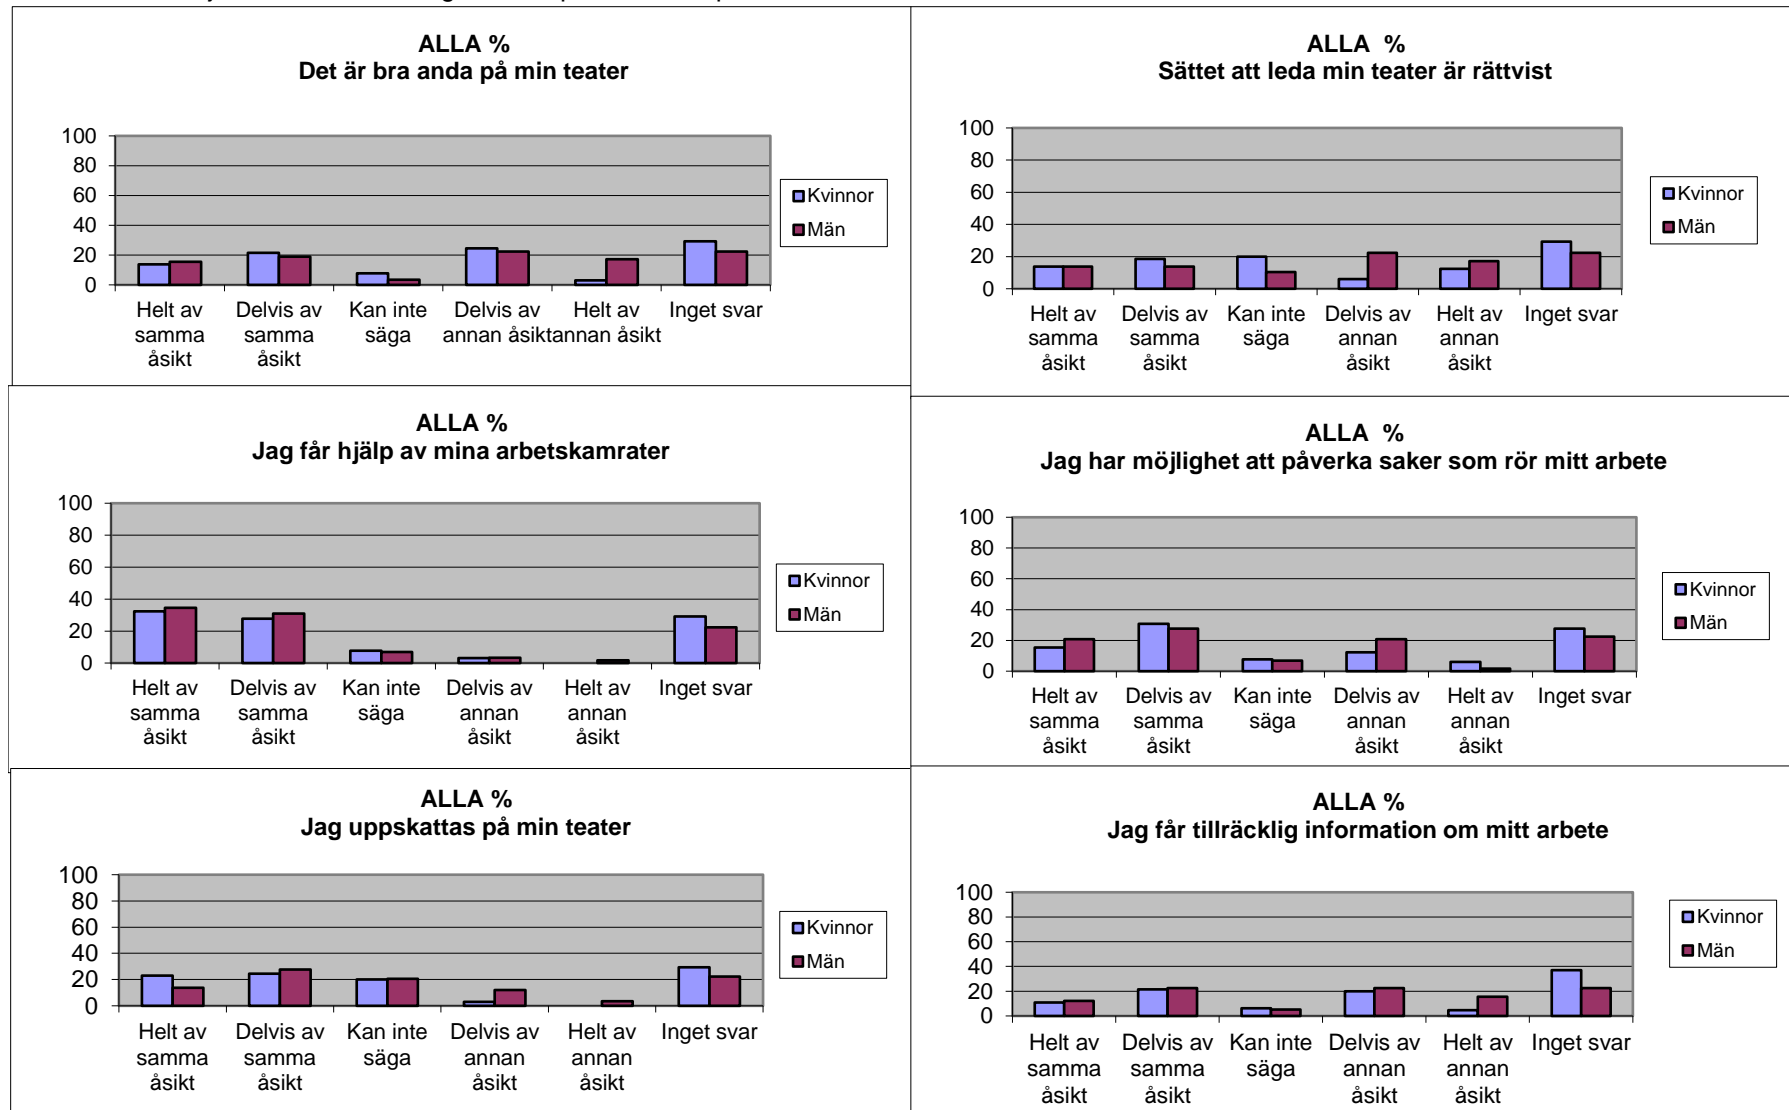 ALLA %
Det är bra anda på min teater
100
80
60
40
20
0
Helt av samma åsikt
Delvis av samma åsikt
Kan inte säga
Delvis av annan åsikt
Helt av annan åsikt
Inget svar
Kvinnor
Män
ALLA %
Sättet att leda min teater är rättvist
100
80
60
40
20
0
Helt av samma åsikt
Delvis av samma åsikt
Kan inte säga
Delvis av annan åsikt
Helt av annan åsikt
Inget svar
Kvinnor
Män
ALLA %
Jag får hjälp av mina arbetskamrater
100
80
60
40
20
0
Helt av samma åsikt
Delvis av samma åsikt
Kan inte säga
Delvis av annan åsikt
Helt av annan åsikt
Inget svar
Kvinnor
Män
ALLA %
Jag har möjlighet att påverka saker som rör mitt arbete
100
80
60
40
20
0
Helt av samma åsikt
Delvis av samma åsikt
Kan inte säga
Delvis av annan åsikt
Helt av annan åsikt
Inget svar
Kvinnor
Män
ALLA %
Jag uppskattas på min teater
100
80
60
40
20
0
Helt av samma åsikt
Delvis av samma åsikt
Kan inte säga
Delvis av annan åsikt
Helt av annan åsikt
Inget svar
Kvinnor
Män
ALLA %
Jag får tillräcklig information om mitt arbete
100
80
60
40
20
0
Helt av samma åsikt
Delvis av samma åsikt
Kan inte säga
Delvis av annan åsikt
Helt av annan åsikt
Inget svar
Kvinnor
Män